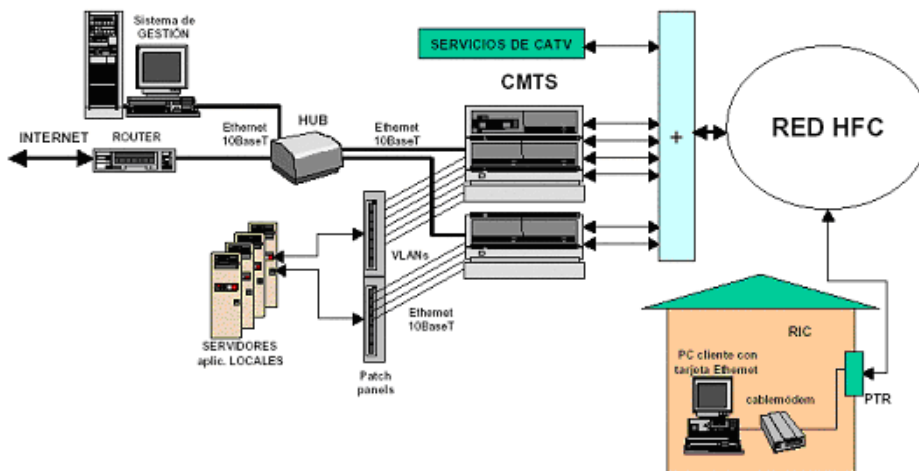 Sistema de
GESTIÓN
SERVICIOS DE CATV
CMTS
INTERNET
ROUTER
Ethernet
10BaseT
HUB
Ethernet
10BaseT
+
RED HFC
VLANs
SERVIDORES
aplic. LOCALES
Ethernet
10BaseT
Patch
panels
RIC
PC cliente con
tarjeta Ethernet
cablemódem
PTR